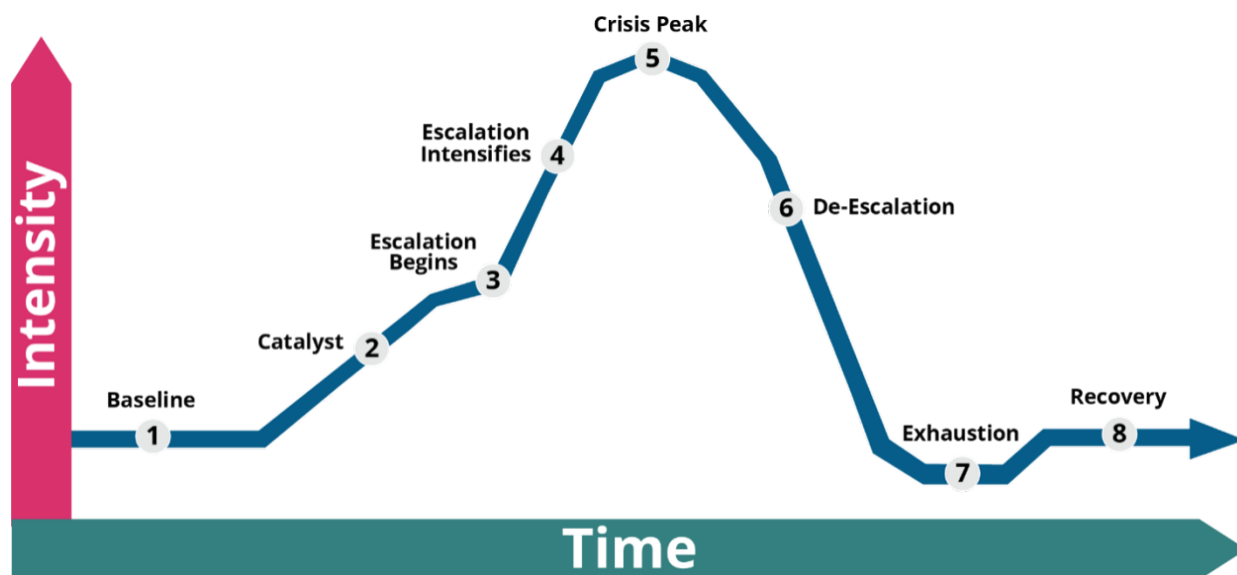 Crisis Peak
5
Escalation
Intensifies
4
6
De-Escalation
Escalation
Begins
3
Catalyst
2
Baseline
1
Exhaustion
7
Recovery
8
Intensity
Time